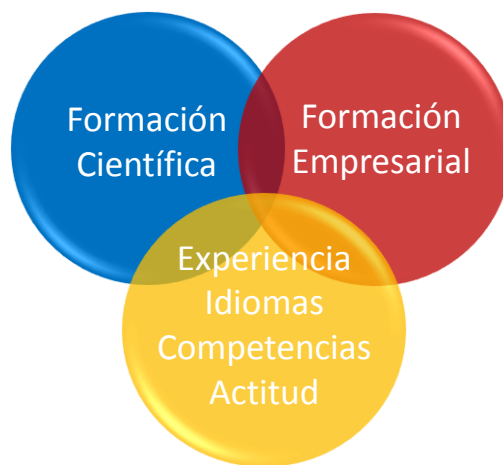 Formación
Científica
Formación
Empresarial
Experiencia
Idiomas
Competencias
Actitud